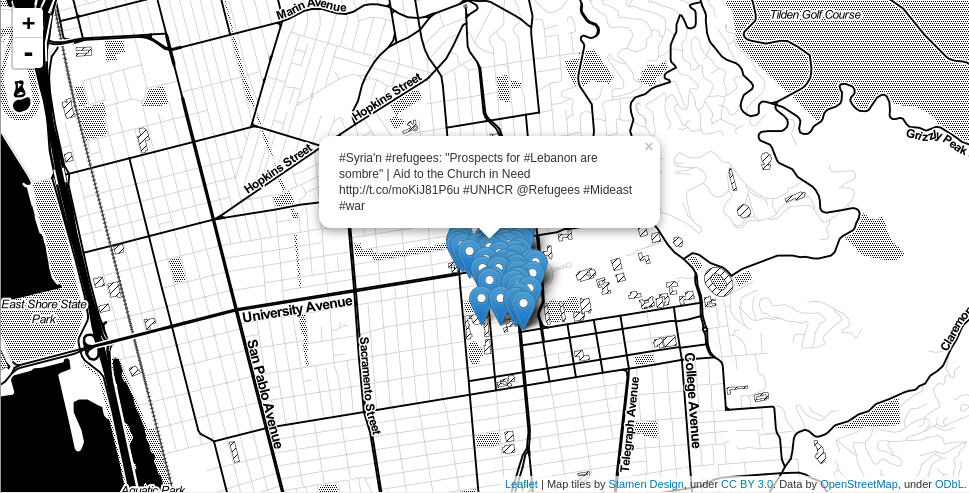 Marin Avenue
Tilden Golf Course
+
-
Hopkins Street
Grizzly Peak
Hopkins Street
×
#Syria'n #refugees: "Prospects for #Lebanon are
sombre" | Aid to the Church in Need
http://t.co/moKiJ81P6u #UNHCR @Refugees #Mideast
#war
East Shore State
Park
University Avenue
San Pablo Avenue
Sacramento Street
College Avenue
Telegraph Avenue
Claremon
Aquatic Park
Leaflet | Map tiles by Stamen Design, under CC BY 3.0. Data by OpenStreetMap, under ODbL.